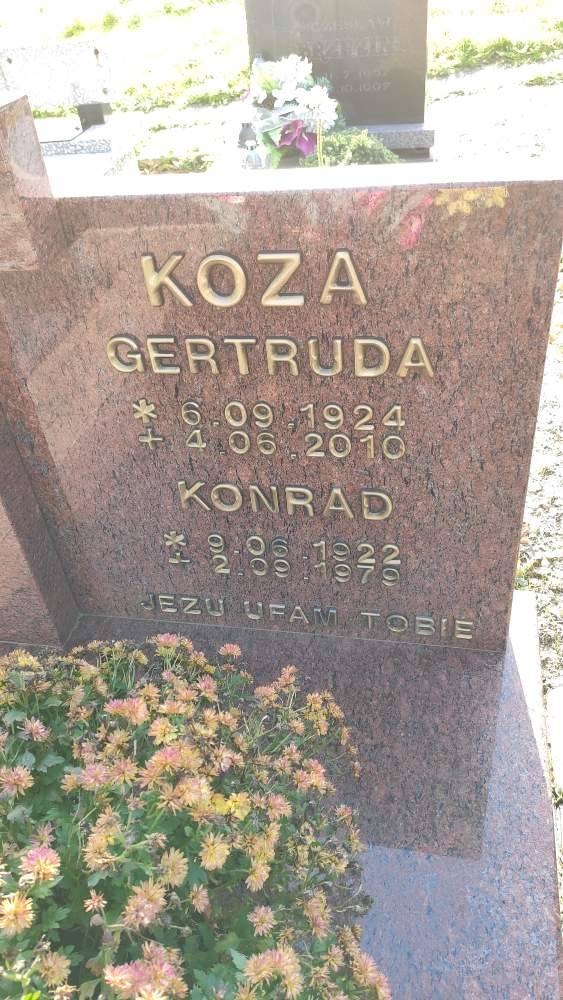 KOZA
GERTRUDA
* 6.09.1924
+ 4.06.2010
KONRAD
* 9.06.1922
+ 2.09.1979
JEZU UFAM TOBIE